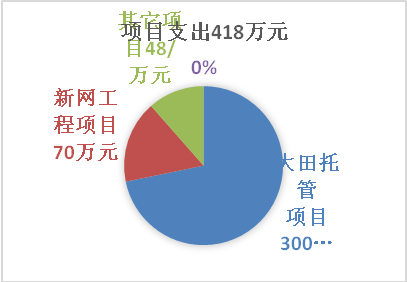 其它项
项目支出418万元
目48/
万元
0%
新网工
程项目
70万元
大田托
管
项目
300…